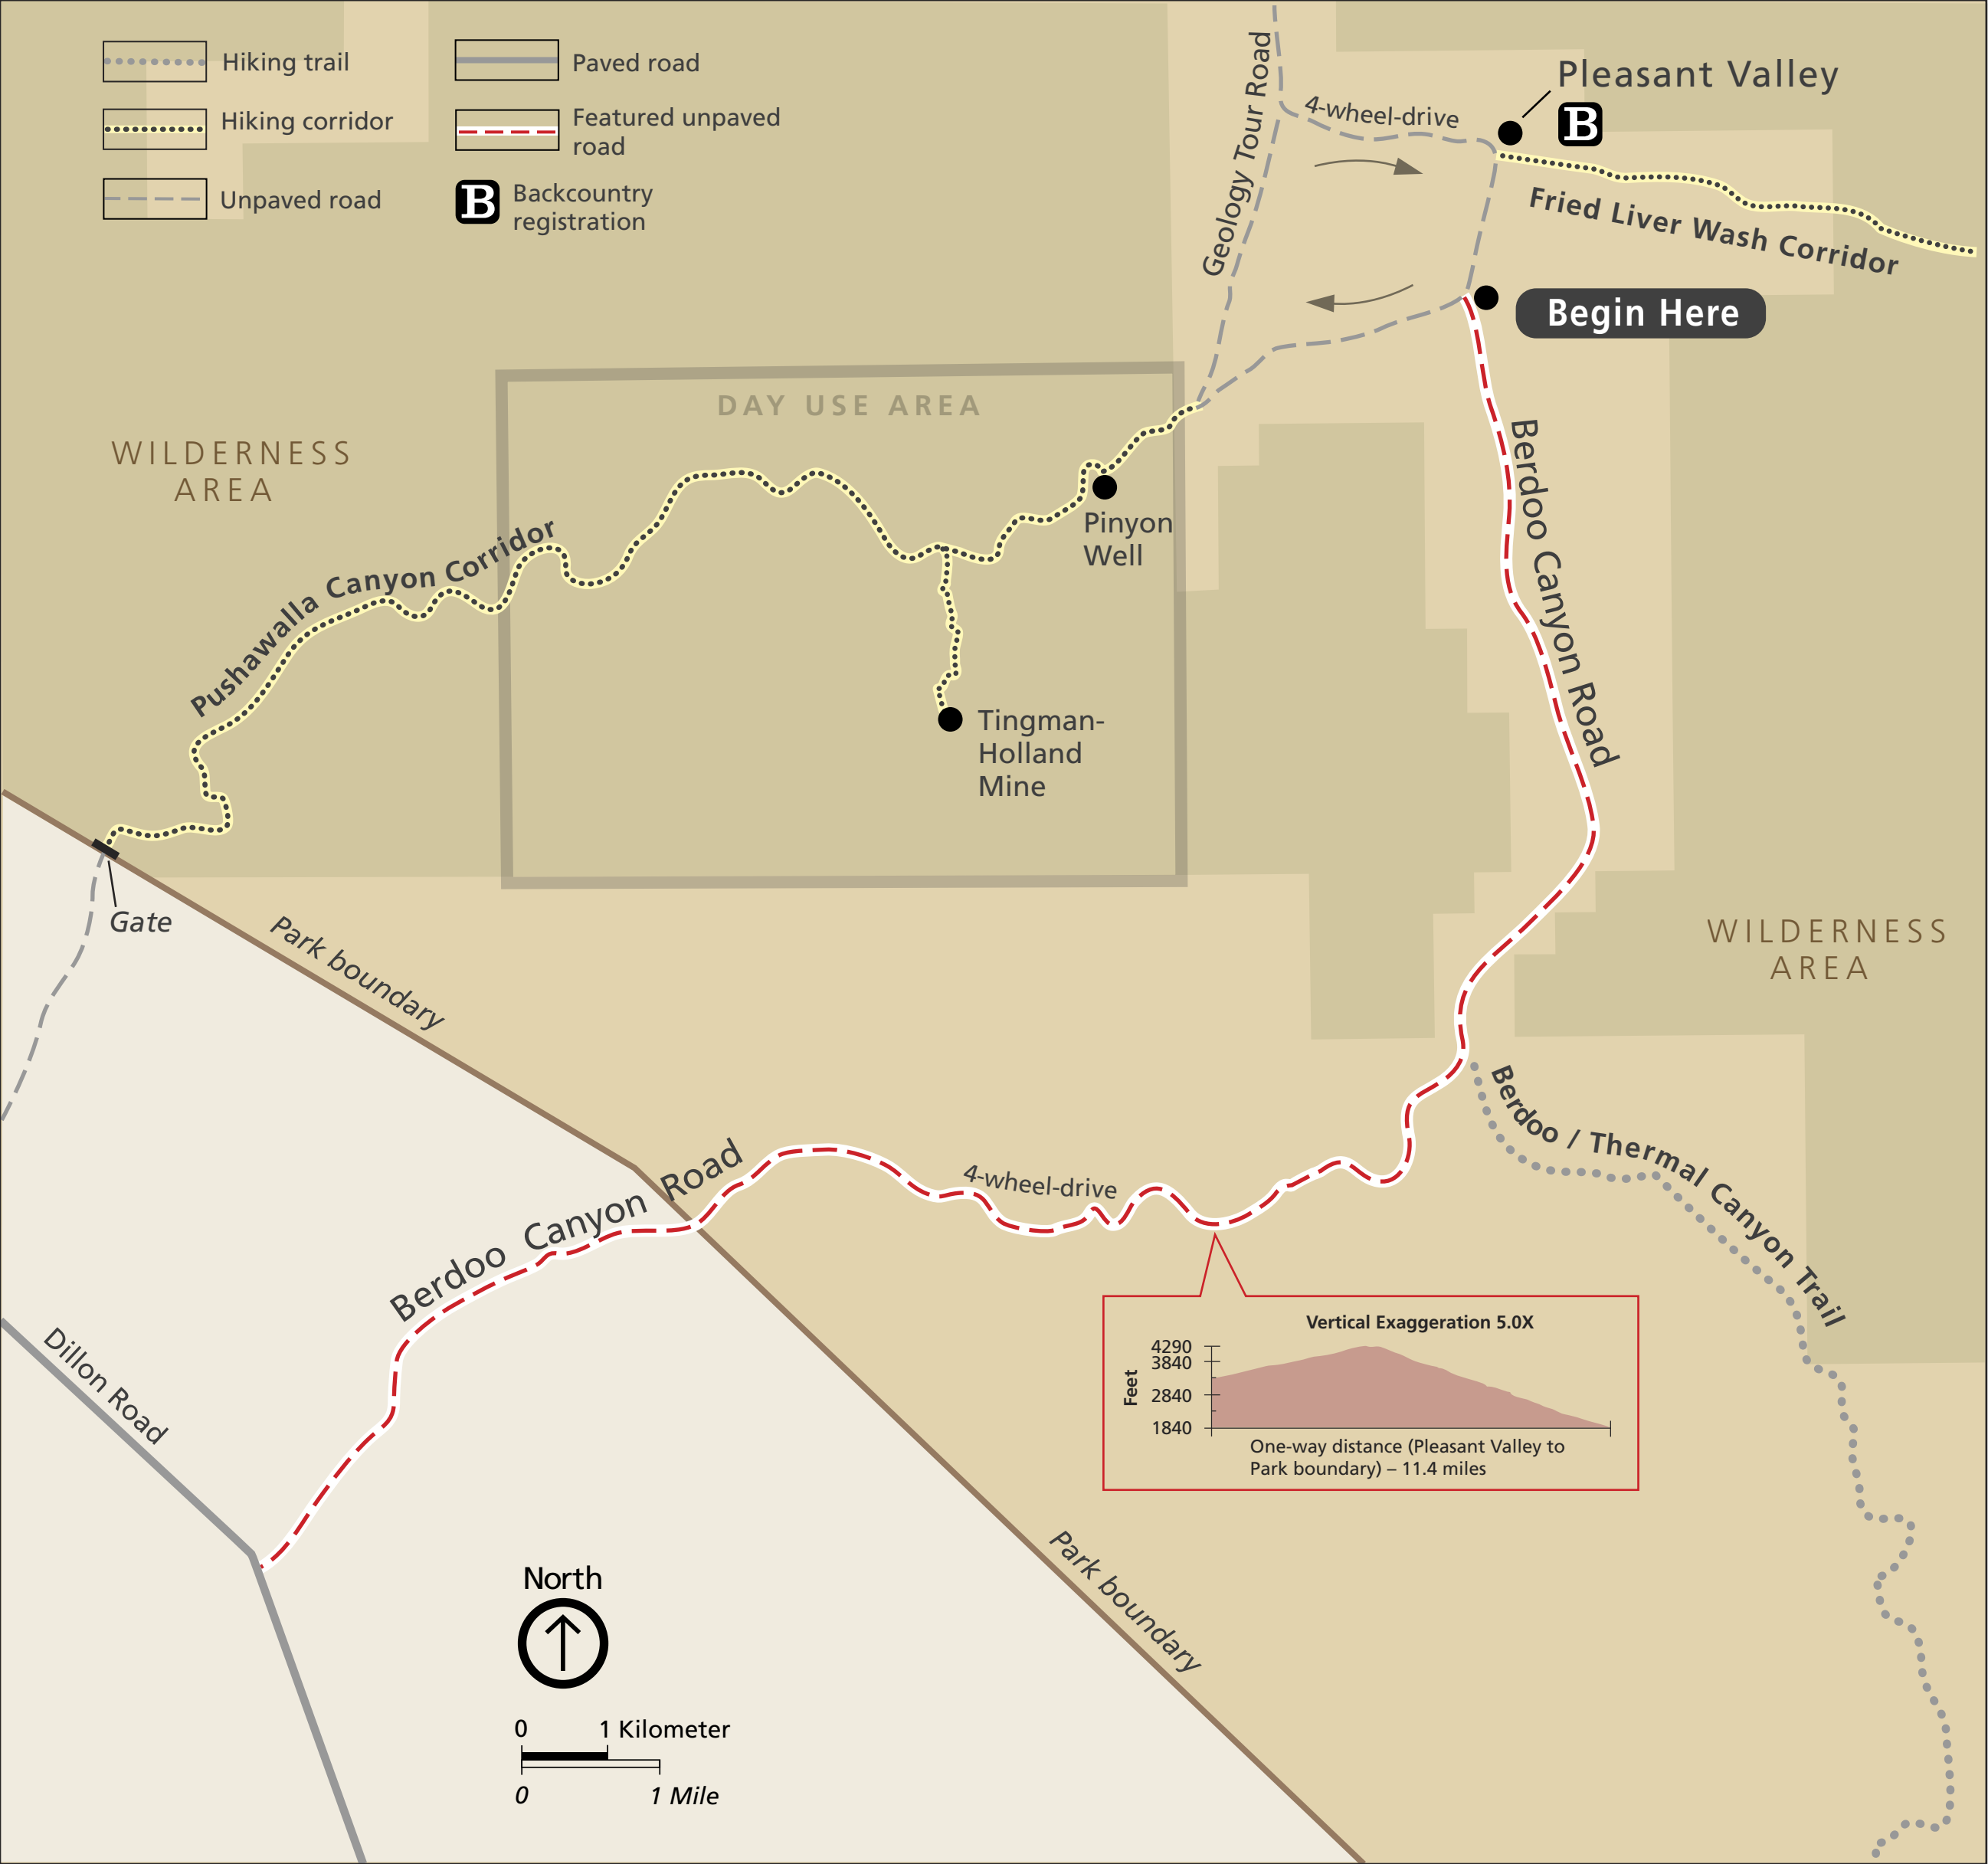 Hiking trail
Hiking corridor
Unpaved road
Paved road
Featured unpaved
road
B
Backcountry
registration
Geology Tour Road
4-wheel-drive
Pleasant Valley
B
Fried Liver Wash Corridor
Begin Here
DAY USE AREA
WILDERNESS
AREA
Pushawalla Canyon Corridor
Pinyon
Well
Tingman-
Holland
Mine
Berdoo Canyon Road
Gate
Park boundary
WILDERNESS
AREA
Berdoo / Thermal Canyon Trail
4-wheel-drive
Berdoo Canyon Road
Dillon Road
Vertical Exaggeration 5.0X
Feet
4290
3840
2840
1840
One-way distance (Pleasant Valley to
Park boundary) – 11.4 miles
Park boundary
North
0 1 Kilometer
0 1 Mile